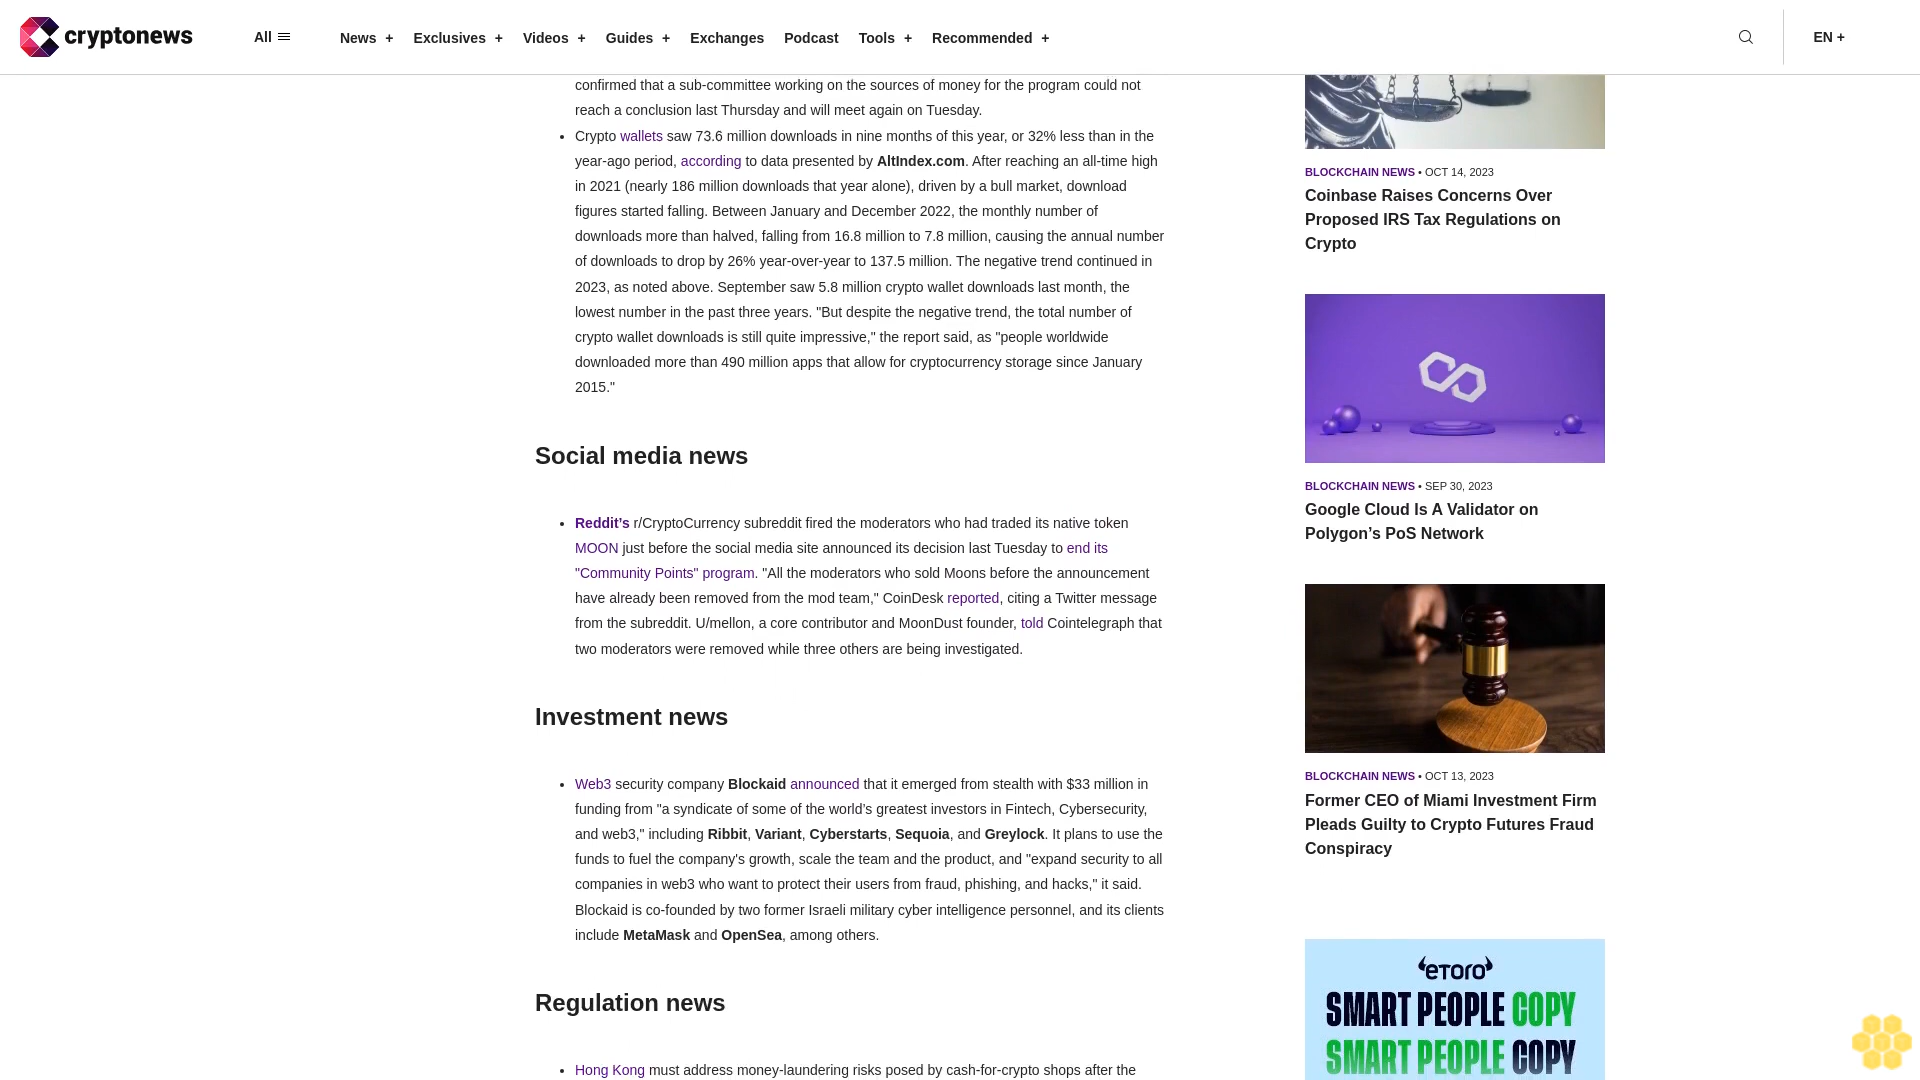 cryptonews
All
News +
Exclusives +
Videos +
Guides +
Exchanges
Podcast
Tools +
Recommended +
EN +
confirmed that a sub-committee working on the sources of money for the program could not
reach a conclusion last Thursday and will meet again on Tuesday.
Crypto wallets saw 73.6 million downloads in nine months of this year, or 32% less than in the
year-ago period, according to data presented by AltIndex.com. After reaching an all-time high
in 2021 (nearly 186 million downloads that year alone), driven by a bull market, download
figures started falling. Between January and December 2022, the monthly number of
downloads more than halved, falling from 16.8 million to 7.8 million, causing the annual number
of downloads to drop by 26% year-over-year to 137.5 million. The negative trend continued in
2023, as noted above. September saw 5.8 million crypto wallet downloads last month, the
lowest number in the past three years. "But despite the negative trend, the total number of
crypto wallet downloads is still quite impressive," the report said, as "people worldwide
downloaded more than 490 million apps that allow for cryptocurrency storage since January
2015."
Social media news
Reddit’s r/CryptoCurrency subreddit fired the moderators who had traded its native token
MOON just before the social media site announced its decision last Tuesday to end its
"Community Points" program. "All the moderators who sold Moons before the announcement
have already been removed from the mod team," CoinDesk reported, citing a Twitter message
from the subreddit. U/mellon, a core contributor and MoonDust founder, told Cointelegraph that
two moderators were removed while three others are being investigated.
Investment news
Web3 security company Blockaid announced that it emerged from stealth with $33 million in
funding from "a syndicate of some of the world’s greatest investors in Fintech, Cybersecurity,
and web3," including Ribbit, Variant, Cyberstarts, Sequoia, and Greylock. It plans to use the
funds to fuel the company's growth, scale the team and the product, and "expand security to all
companies in web3 who want to protect their users from fraud, phishing, and hacks," it said.
Blockaid is co-founded by two former Israeli military cyber intelligence personnel, and its clients
include MetaMask and OpenSea, among others.
Regulation news
Hong Kong must address money-laundering risks posed by cash-for-crypto shops after the
BLOCKCHAIN NEWS • OCT 14, 2023
Coinbase Raises Concerns Over
Proposed IRS Tax Regulations on
Crypto
BLOCKCHAIN NEWS • SEP 30, 2023
Google Cloud Is A Validator on
Polygon’s PoS Network
BLOCKCHAIN NEWS • OCT 13, 2023
Former CEO of Miami Investment Firm
Pleads Guilty to Crypto Futures Fraud
Conspiracy
eToro
SMART PEOPLE COPY
SMART PEOPLE COPY